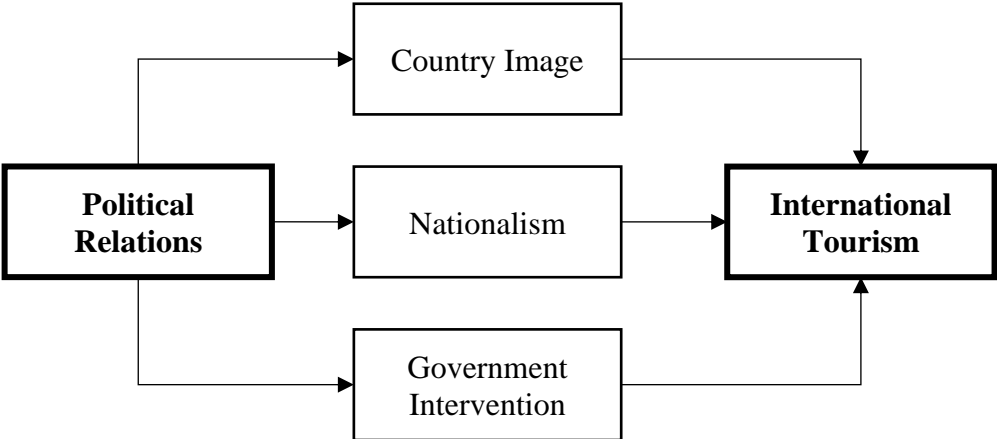 Country Image
Political
Relations
Nationalism
International
Tourism
Government
Intervention